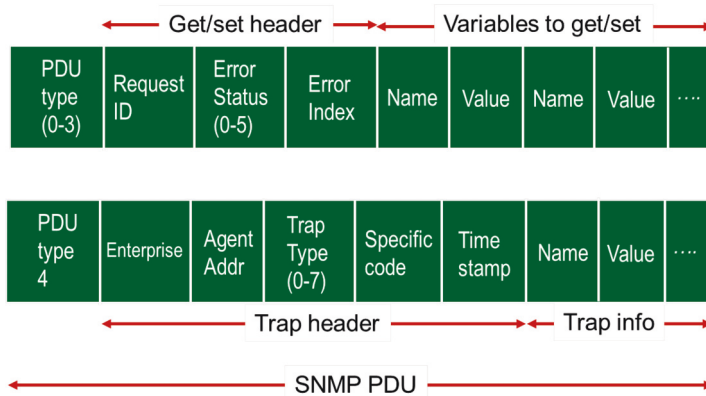 Get/set header
Variables to get/set
PDU
type
(0-3)
Request
ID
Error
Status
(0-5)
Error
Index
Name
Value
Name
Value
....
PDU
type
4
Enterprise
Agent
Addr
Trap
Type
(0-7)
Specific
code
Time
stamp
Name
Value
....
Trap header
Trap info
SNMP PDU